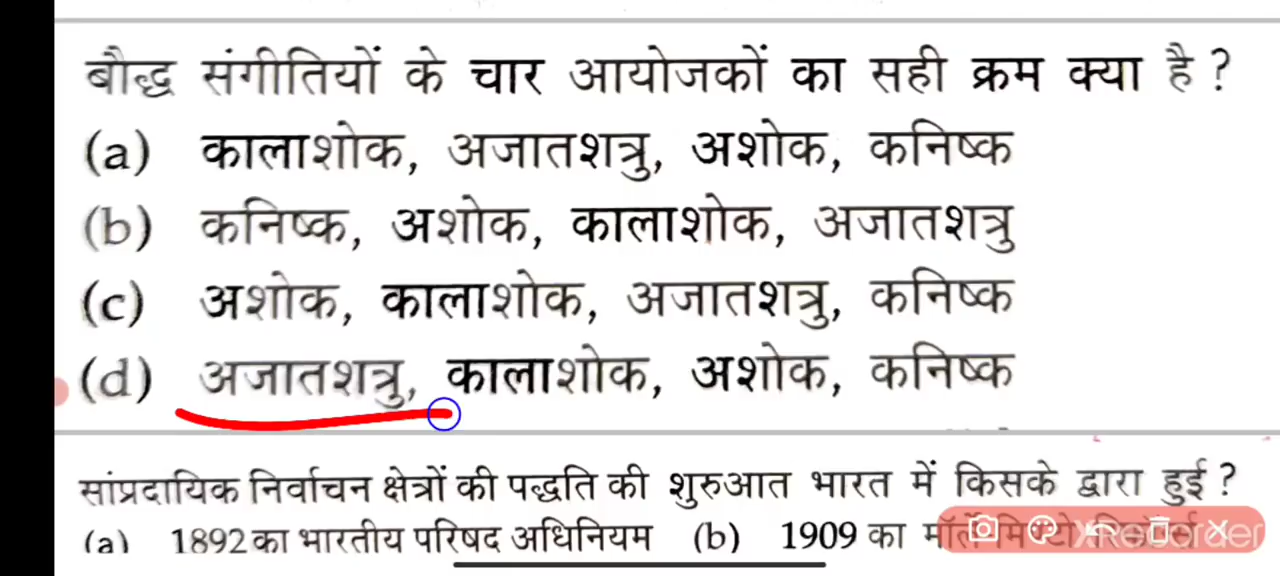 बौद्ध संगीतियों के चार आयोजकों का सही क्रम क्या है ?
(a) कालाशोक, अजातशत्रु, अशोक, कनिष्क
(b) कनिष्क, अशोक, कालाशोक, अजातशत्रु
(c) अशोक, कालाशोक, अजातशत्रु, कनिष्क
(d) अजातशत्रु, कालाशोक, अशोक, कनिष्क
सांप्रदायिक निर्वाचन क्षेत्रों की पद्धति की शुरुआत भारत में किसके द्वारा हुई ?
(a) 1892 का भारतीय परिषद अधिनियम (b) 1909 का
XRecorder